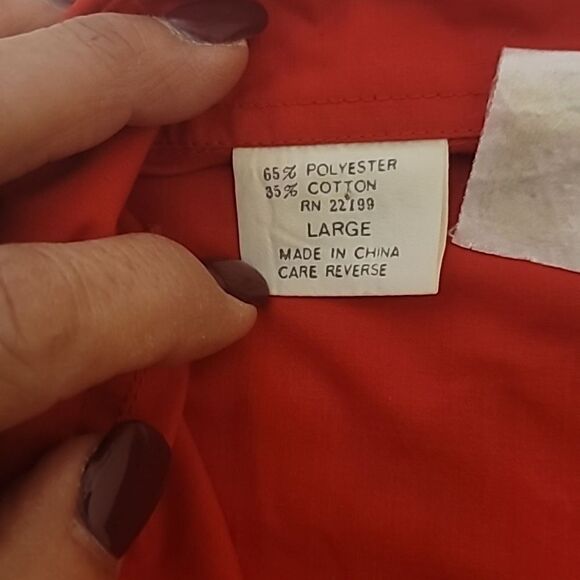 65% POLYESTER
35% COTTON
RN 22199
LARGE
MADE IN CHINA
CARE REVERSE